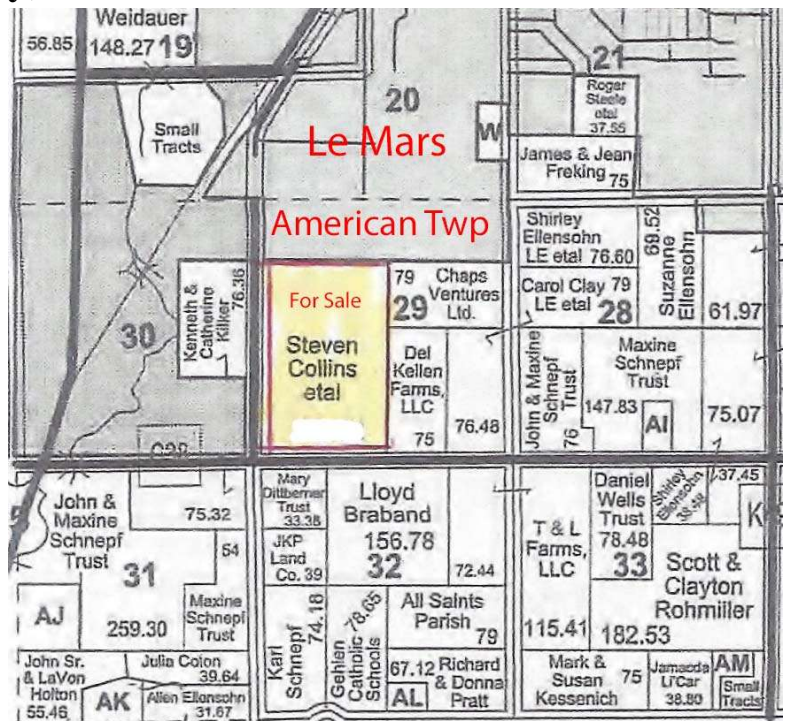 Weidauer
56.85
148.27 19
Small
Tracts
20
Le Mars
W
American Twp
21
Roger
Steele
etal
37.55
James & Jean
Freking 75
Shirley
Ellensohn
LE etal 76.60
69.52
Suzanne
Ellensohn
Carol Clay 79
LE etal 28
61.97
30
Kenneth &
Catherine
Kilker
76.36
For Sale
Steven
Collins
etal
79 Chaps
29 Ventures
Ltd.
Del
Kellen
Farms,
LLC
75
76.48
John & Maxine
Schnepf
Trust
76
Maxine
Schnepf
Trust
147.83
AI
75.07
John &
Maxine
Schnepf
Trust
75.32
54
31
AJ
259.30
Maxine
Schnepf
Trust
John Sr.
& LaVon
Holton
55.46
Julia Colon
39.64
AK
Allen Ellensohn
31.67
Mary
Dittberner
Trust
33.38
JKP
Land
Co. 39
Lloyd
Braband
156.78
32
72.44
Karl
Schnepf
74.18
Gehlen
Catholic
Schools
78.65
All Saints
Parish
79
67.12
AL
Richard
& Donna
Pratt
T & L
Farms,
LLC
115.41
Daniel
Wells
Trust
78.48
33
Shirley
Ellensohn
37.45
K
Scott &
Clayton
Rohmiller
182.53
Mark &
Susan 75
Kessenich
38.80
AM
Small
Tracts